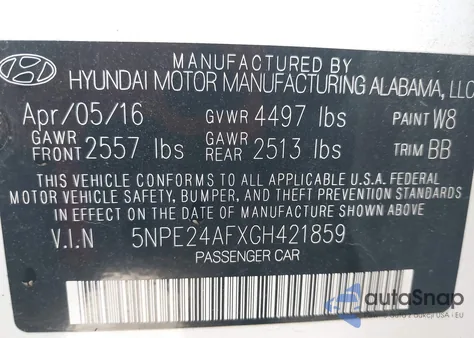 MANUFACTURED BY
HYUNDAI MOTOR MANUFACTURING ALABAMA, LLC
Apr/05/16 GVWR 4497 lbs PAINT W8
GAWR FRONT 2557 lbs GAWR REAR 2513 lbs TRIM BB
THIS VEHICLE CONFORMS TO ALL APPLICABLE U.S.A. FEDERAL
MOTOR VEHICLE SAFETY, BUMPER, AND THEFT PREVENTION
STANDARDS IN EFFECT ON THE DATE OF MANUFACTURE SHOWN ABOVE.
V.I.N 5NPE24AFXGH421859
PASSENGER CAR
autoSnap